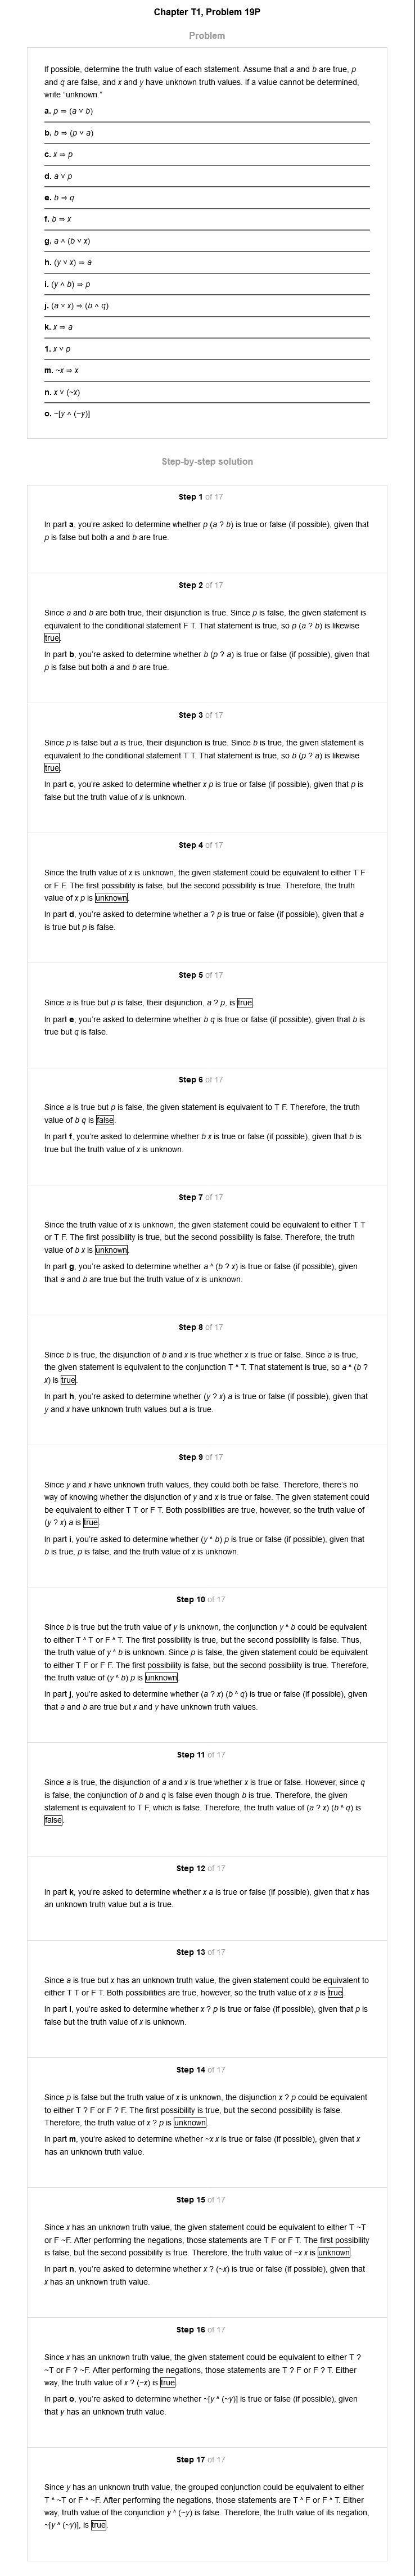 Chapter T1, Problem 19P
Problem
If possible, determine the truth value of each statement. Assume that a and b are true, p
and q are false, and x and y have unknown truth values. If a value cannot be determined,
write “unknown.”
a. p ⇒ (a ∨ b)
b. b ⇒ (p ∨ a)
c. x ⇒ p
d. a ∨ p
e. b ⇒ q
f. b ⇒ x
g. a ∧ (b ∨ x)
h. (y ∨ x) ⇒ a
i. (y ∧ b) ⇒ p
j. (a ∨ x) ⇒ (b ∧ q)
k. x ⇒ a
1. x ∨ p
m. ~x ⇒ x
n. x ∨ (~x)
o. ~[y ∧ (~y)]
Step-by-step solution
Step 1 of 17
In part a, you’re asked to determine whether p (a ? b) is true or false (if possible), given that
p is false but both a and b are true.
Step 2 of 17
Since a and b are both true, their disjunction is true. Since p is false, the given statement is
equivalent to the conditional statement F T. That statement is true, so p (a ? b) is likewise
true.
In part b, you’re asked to determine whether b (p ? a) is true or false (if possible), given that
p is false but both a and b are true.
Step 3 of 17
Since p is false but a is true, their disjunction is true. Since b is true, the given statement is
equivalent to the conditional statement T T. That statement is true, so b (p ? a) is likewise
true.
In part c, you’re asked to determine whether x p is true or false (if possible), given that p is
false but the truth value of x is unknown.
Step 4 of 17
Since the truth value of x is unknown, the given statement could be equivalent to either T F
or F F. The first possibility is false, but the second possibility is true. Therefore, the truth
value of x p is unknown.
In part d, you’re asked to determine whether a ? p is true or false (if possible), given that a
is true but p is false.
Step 5 of 17
Since a is true but p is false, their disjunction, a ? p, is true.
In part e, you’re asked to determine whether b q is true or false (if possible), given that b is
true but q is false.
Step 6 of 17
Since a is true but p is false, the given statement is equivalent to T F. Therefore, the truth
value of b q is false.
In part f, you’re asked to determine whether b x is true or false (if possible), given that b is
true but the truth value of x is unknown.
Step 7 of 17
Since the truth value of x is unknown, the given statement could be equivalent to either T T
or T F. The first possibility is true, but the second possibility is false. Therefore, the truth
value of b x is unknown.
In part g, you’re asked to determine whether a ^ (b ? x) is true or false (if possible), given
that a and b are true but the truth value of x is unknown.
Step 8 of 17
Since b is true, the disjunction of b and x is true whether x is true or false. Since a is true,
the given statement is equivalent to the conjunction T ^ T. That statement is true, so a ^ (b ?
x) is true.
In part h, you’re asked to determine whether (y ? x) a is true or false (if possible), given that
y and x have unknown truth values but a is true.
Step 9 of 17
Since y and x have unknown truth values, they could both be false. Therefore, there’s no
way of knowing whether the disjunction of y and x is true or false. The given statement could
be equivalent to either T T or F T. Both possibilities are true, however, so the truth value of
(y ? x) a is true.
In part i, you’re asked to determine whether (y ^ b) p is true or false (if possible), given that
b is true, p is false, and the truth value of x is unknown.
Step 10 of 17
Since b is true but the truth value of y is unknown, the conjunction y ^ b could be equivalent
to either T ^ T or F ^ T. The first possibility is true, but the second possibility is false. Thus,
the truth value of y ^ b is unknown. Since p is false, the given statement could be equivalent
to either T F or F F. The first possibility is false, but the second possibility is true. Therefore,
the truth value of (y ^ b) p is unknown.
In part j, you’re asked to determine whether (a ? x) (b ^ q) is true or false (if possible), given
that a and b are true but x and y have unknown truth values.
Step 11 of 17
Since a is true, the disjunction of a and x is true whether x is true or false. However, since q
is false, the conjunction of b and q is false even though b is true. Therefore, the given
statement is equivalent to T F, which is false. Therefore, the truth value of (a ? x) (b ^ q) is
false.
Step 12 of 17
In part k, you’re asked to determine whether x a is true or false (if possible), given that x has
an unknown truth value but a is true.
Step 13 of 17
Since a is true but x has an unknown truth value, the given statement could be equivalent to
either T T or F T. Both possibilities are true, however, so the truth value of x a is true.
In part l, you’re asked to determine whether x ? p is true or false (if possible), given that p is
false but the truth value of x is unknown.
Step 14 of 17
Since p is false but the truth value of x is unknown, the disjunction x ? p could be equivalent
to either T ? F or F ? F. The first possibility is true, but the second possibility is false.
Therefore, the truth value of x ? p is unknown.
In part m, you’re asked to determine whether ~x x is true or false (if possible), given that x
has an unknown truth value.
Step 15 of 17
Since x has an unknown truth value, the given statement could be equivalent to either T ~T
or F ~F. After performing the negations, those statements are T F or F T. The first possibility
is false, but the second possibility is true. Therefore, the truth value of ~x x is unknown.
In part n, you’re asked to determine whether x ? (~x) is true or false (if possible), given that
x has an unknown truth value.
Step 16 of 17
Since x has an unknown truth value, the given statement could be equivalent to either T ?
~T or F ? ~F. After performing the negations, those statements are T ? F or F ? T. Either
way, the truth value of x ? (~x) is true.
In part o, you’re asked to determine whether ~[y ^ (~y)] is true or false (if possible), given
that y has an unknown truth value.
Step 17 of 17
Since y has an unknown truth value, the grouped conjunction could be equivalent to either
T ^ ~T or F ^ ~F. After performing the negations, those statements are T ^ F or F ^ T. Either
way, truth value of the conjunction y ^ (~y) is false. Therefore, the truth value of its negation,
~[y ^ (~y)], is true.